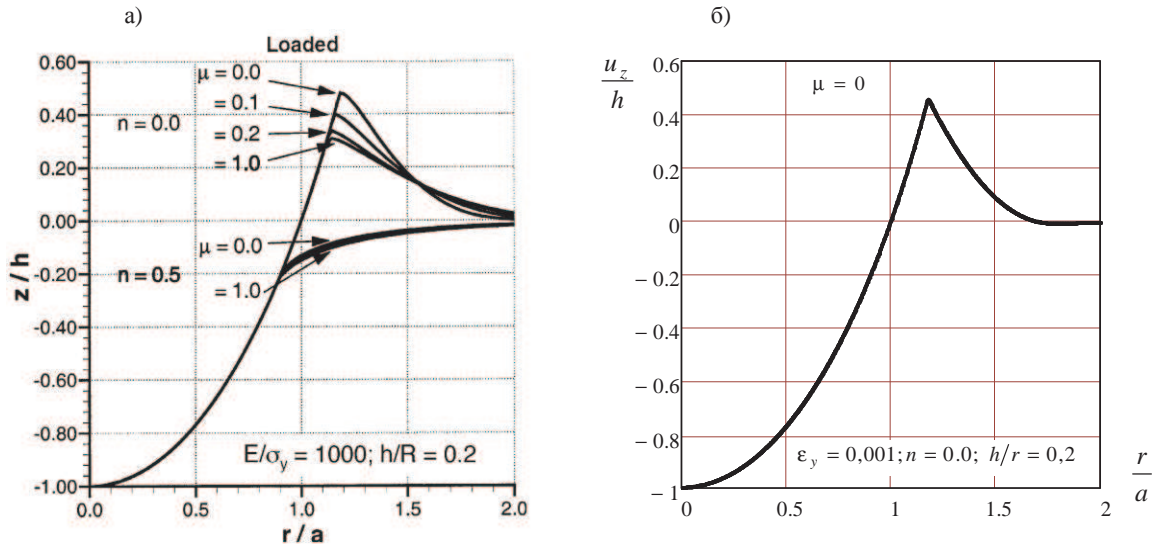 а)
Loaded
0.60
0.40
0.20
0.00
-0.20
-0.40
-0.60
-0.80
-1.00
z / h
μ = 0.0
= 0.1
n = 0.0
= 0.2
= 1.0
μ = 0.0
n = 0.5
= 1.0
E/σy = 1000; h/R = 0.2
0.0
0.5
1.0
1.5
2.0
r / a
б)
u_z
h
0.6
0.4
0.2
0
– 0.2
– 0.4
– 0.6
– 0.8
– 1
μ = 0
ε_y = 0,001; n = 0.0; h/r = 0,2
0
0.5
1
1.5
2
r
a